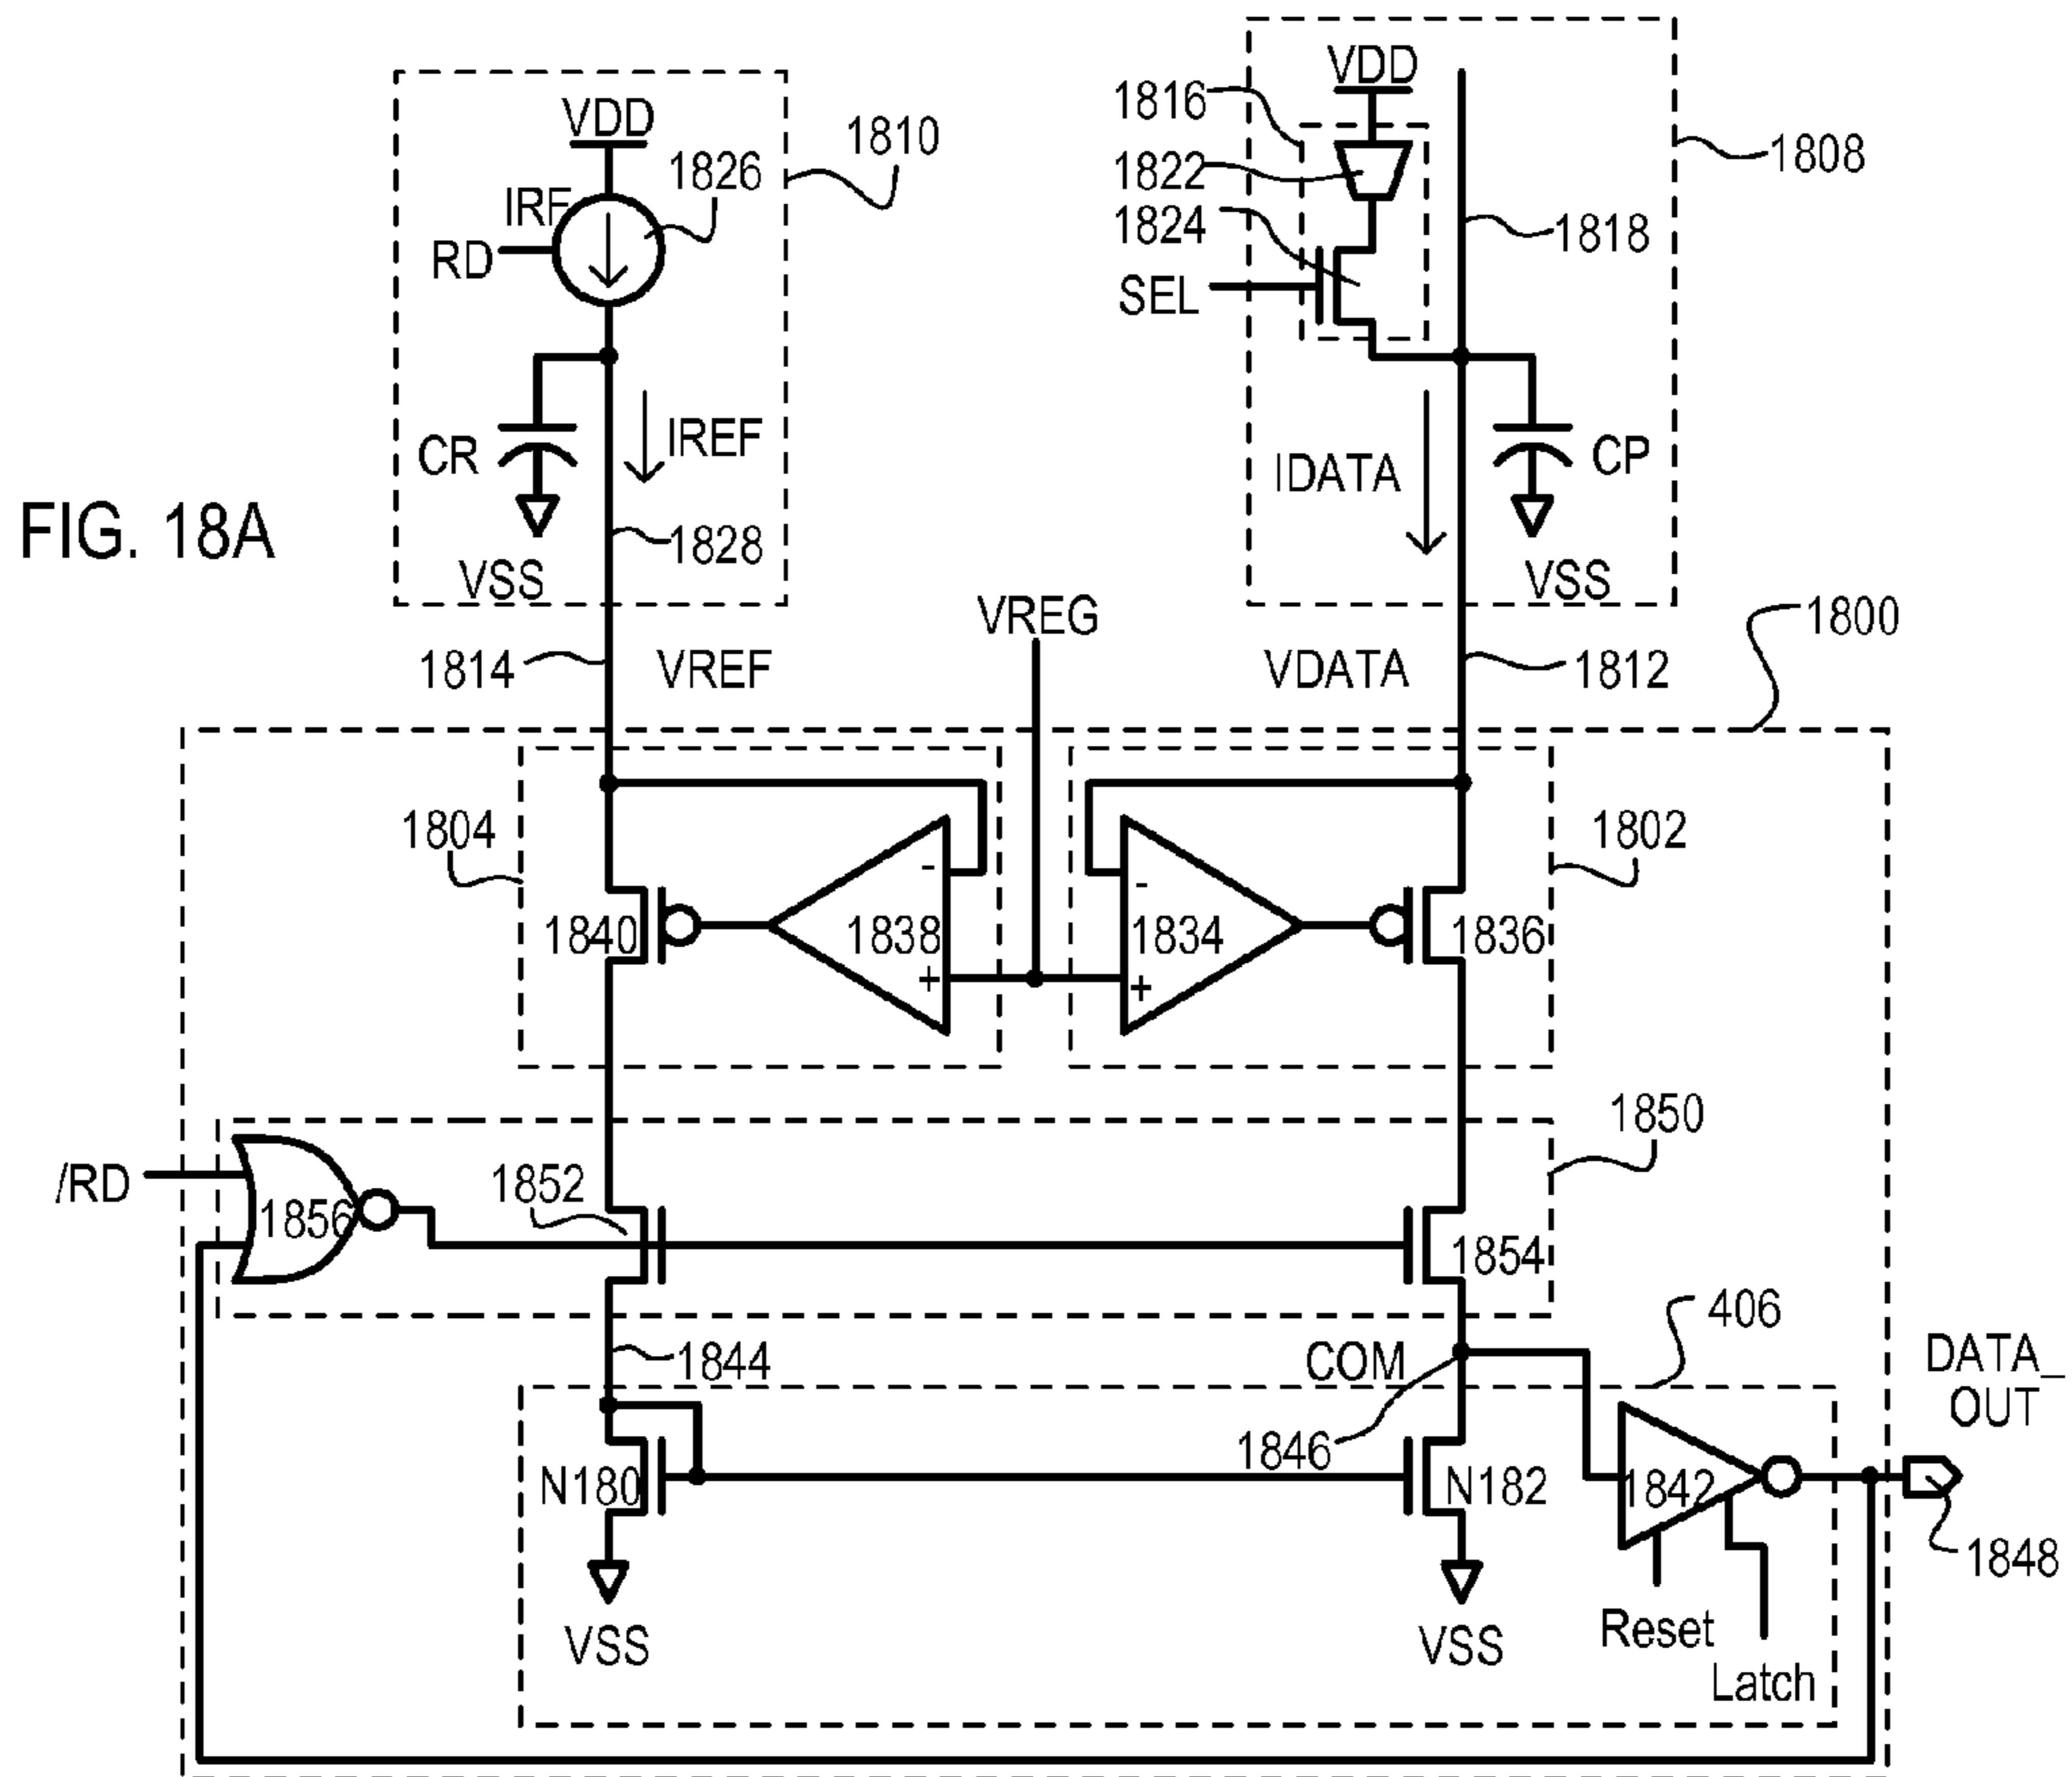 FIG. 18A
VDD
1826
1810
IRF
RD
CR
IREF
1828
VSS
1814
VREF
VREG
VDD
1816
1822
1824
SEL
1808
1818
IDATA
CP
VSS
VDATA
1812
1800
1804
1802
1840
1838
-
+
1834
-
+
1836
1850
/RD
1856
1852
1854
1844
COM
406
DATA_
OUT
1846
N180
N182
1842
1848
VSS
VSS
Reset
Latch